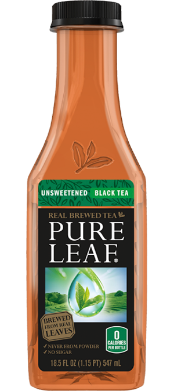 UNSWEETENED BLACK TEA
REAL BREWED TEA
PURE
LEAF®
BREWED
FROM REAL
LEAVES
✓ NEVER FROM POWDER
✓ NO SUGAR
0
CALORIES
PER BOTTLE
18.5 FL OZ (1.15 PT) 547 mL